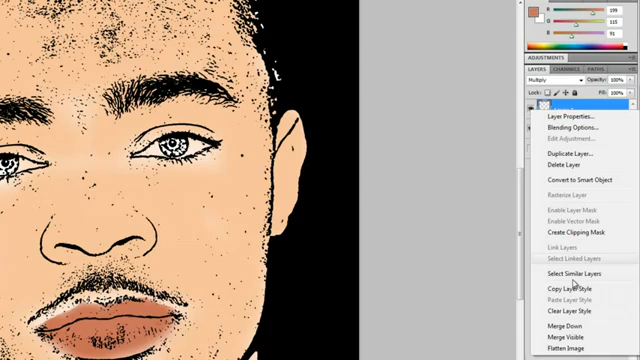 R 199
G 115
B 91
ADJUSTMENTS
LAYERS CHANNELS PATHS
Multiply Opacity: 100%
Lock: Fill: 100%
Layer Properties...
Blending Options...
Edit Adjustment...
Duplicate Layer...
Delete Layer
Convert to Smart Object
Rasterize Layer
Enable Layer Mask
Enable Vector Mask
Create Clipping Mask
Link Layers
Select Linked Layers
Select Similar Layers
Copy Layer Style
Paste Layer Style
Clear Layer Style
Merge Down
Merge Visible
Flatten Image